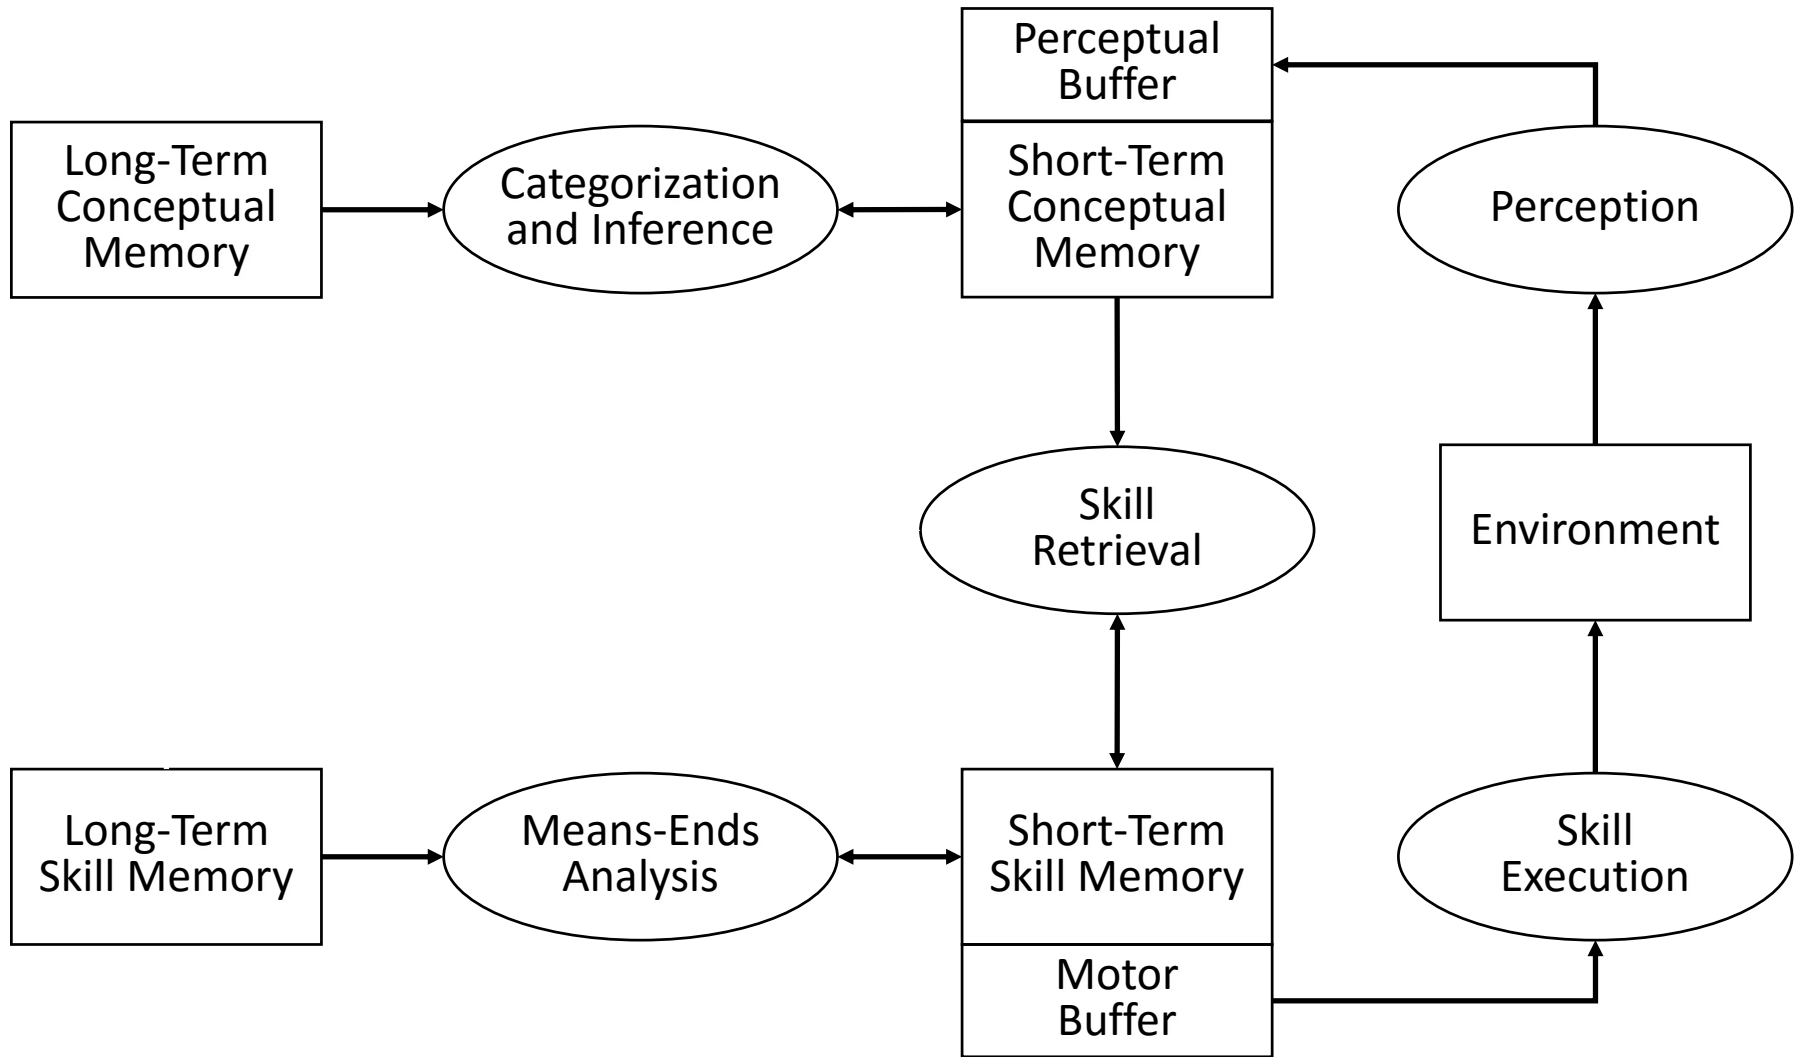 Perceptual
Buffer
Long-Term
Conceptual
Memory
Categorization
and Inference
Short-Term
Conceptual
Memory
Perception
Skill
Retrieval
Environment
Long-Term
Skill Memory
Means-Ends
Analysis
Short-Term
Skill Memory
Skill
Execution
Motor
Buffer